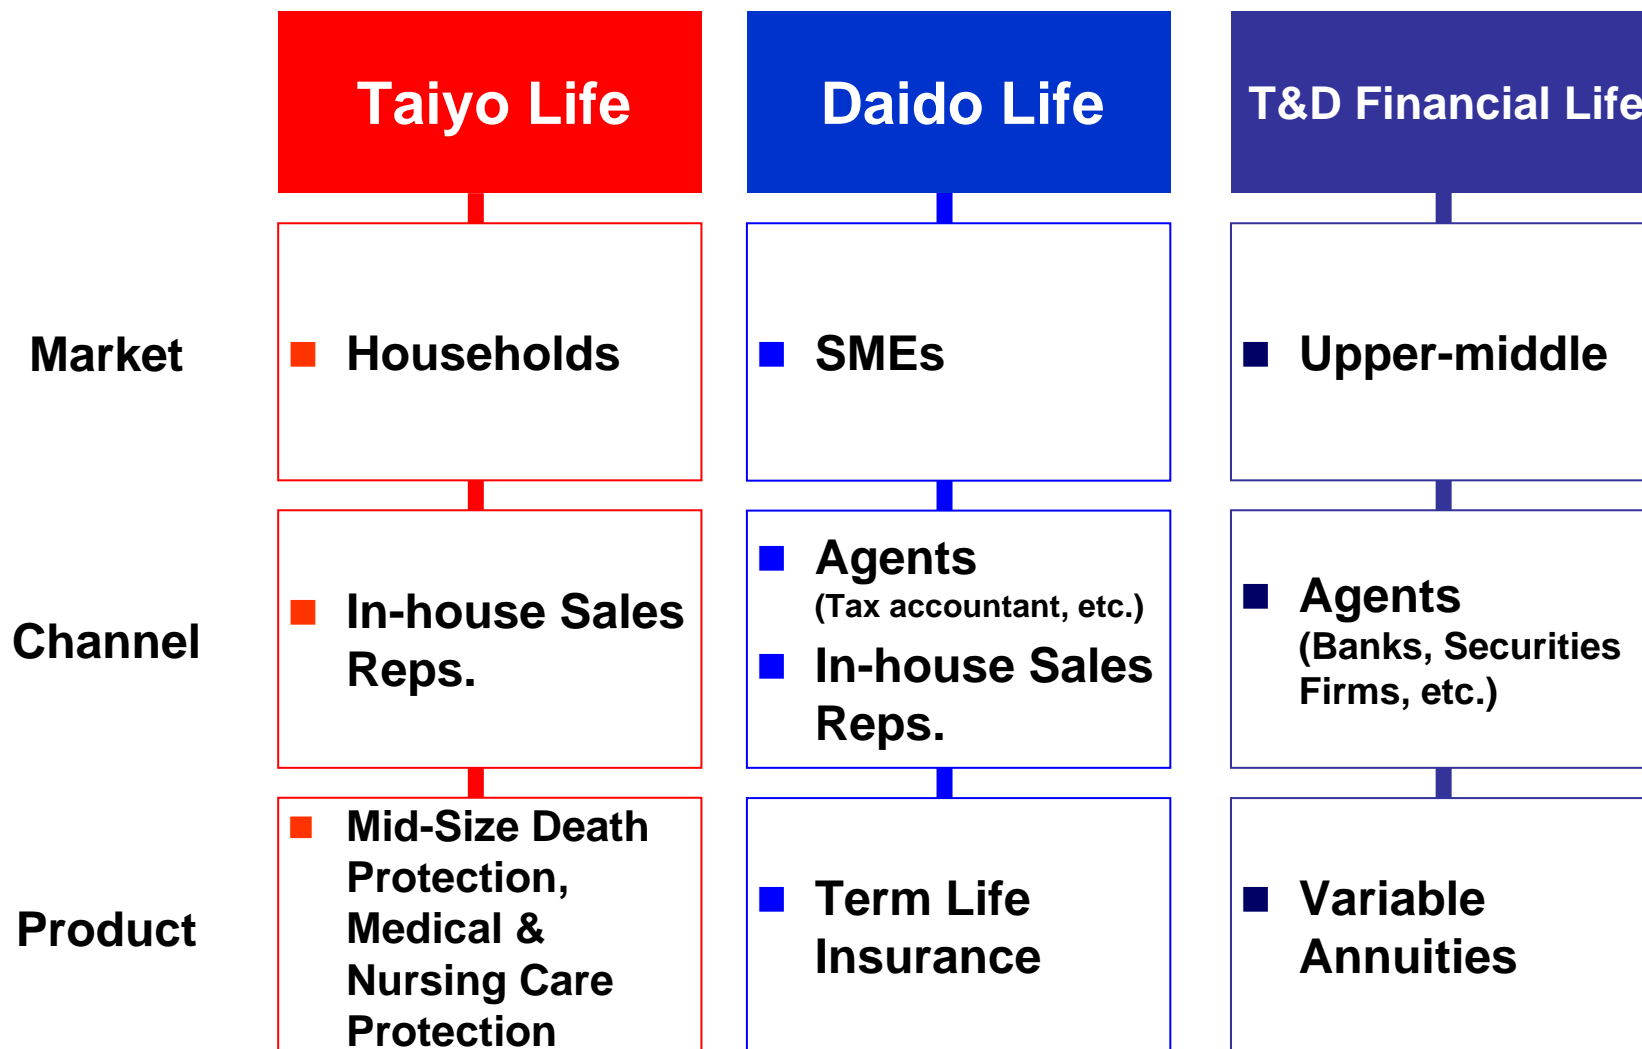 Taiyo Life
Daido Life
T&D Financial Life
Market
Households
SMEs
Upper-middle
Channel
In-house Sales
Reps.
Agents
(Tax accountant, etc.)
In-house Sales
Reps.
Agents
(Banks, Securities
Firms, etc.)
Product
Mid-Size Death
Protection,
Medical &
Nursing Care
Protection
Term Life
Insurance
Variable
Annuities